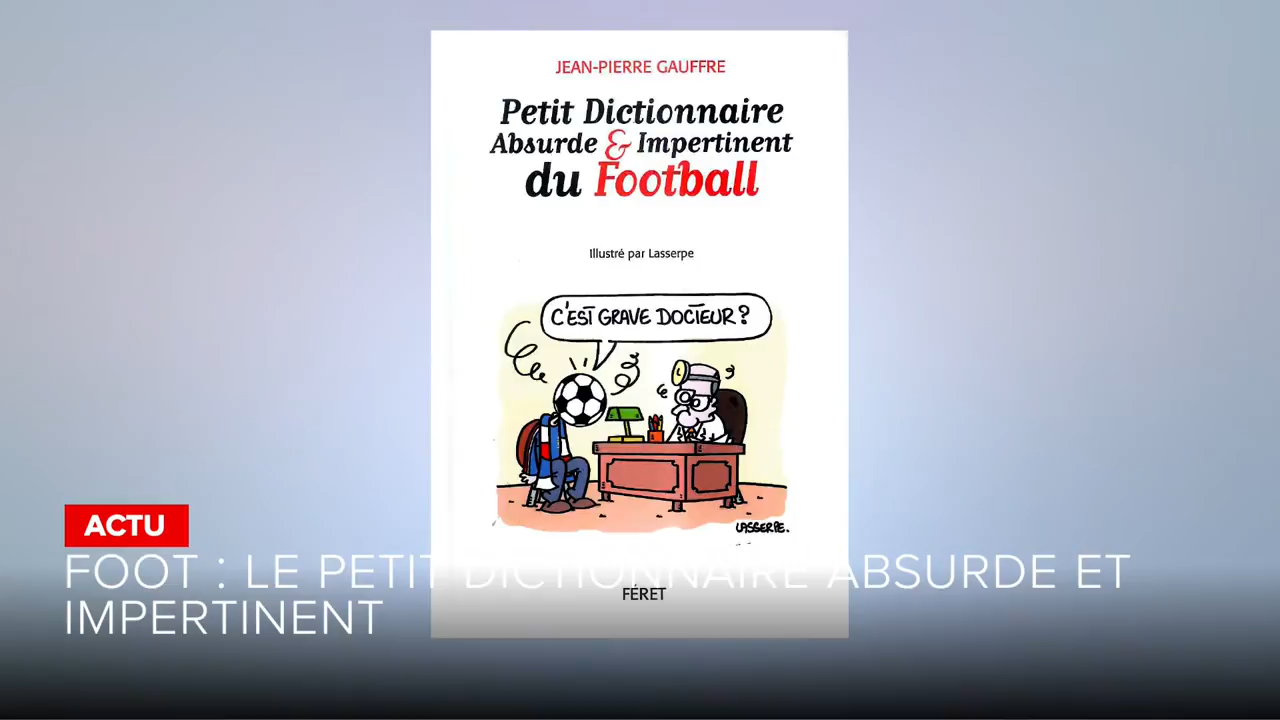 JEAN-PIERRE GAUFFRE
Petit Dictionnaire
Absurde & Impertinent
du Football
Illustré par Lasserpe
C'EST GRAVE DOCTEUR ?
LASSERPE.
ACTU
FOOT : LE PETIT DICTIONNAIRE ABSURDE ET
IMPERTINENT
FÉRET